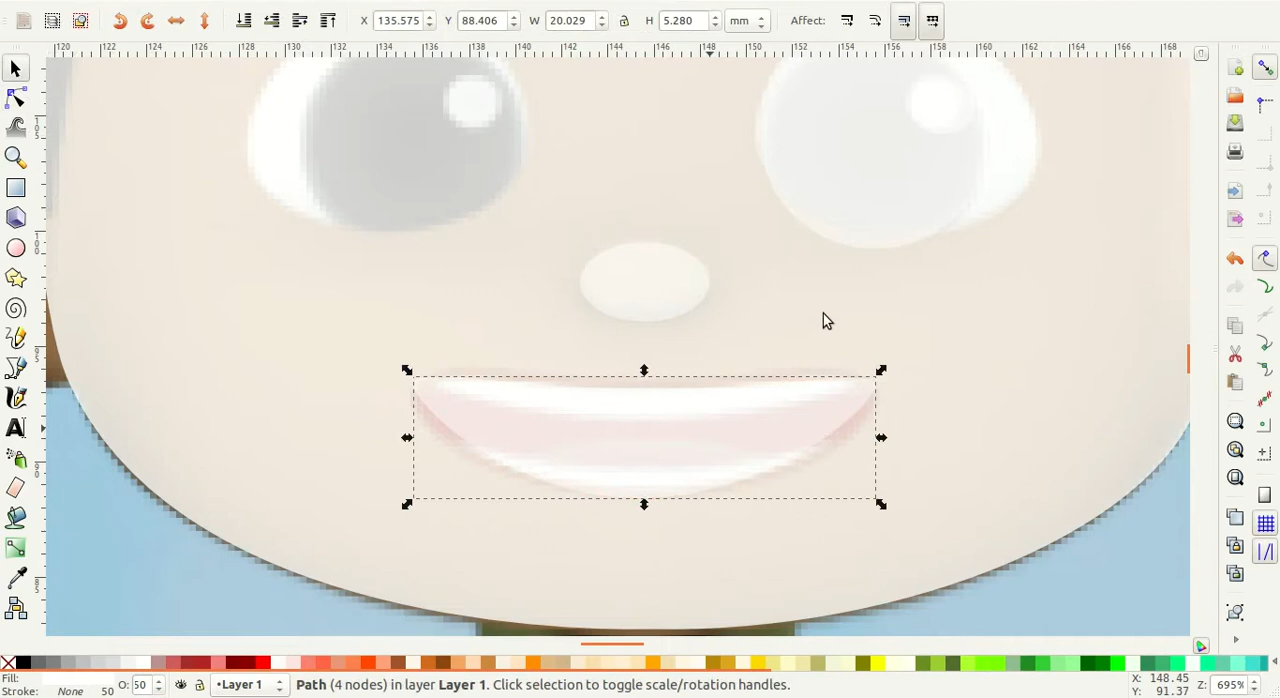 X 135.575 Y 88.406 W 20.029 H 5.280 mm Affect:
120 122 124 126 128 130 132 134 136 138 140 142 144 146 148 150 152 154 156 158 160 162 164 166 168
Fill:
Stroke: None 50 O: 50 •Layer 1 Path (4 nodes) in layer Layer 1. Click selection to toggle scale/rotation handles. X: 148.45 Y: 91.37 Z: 695%